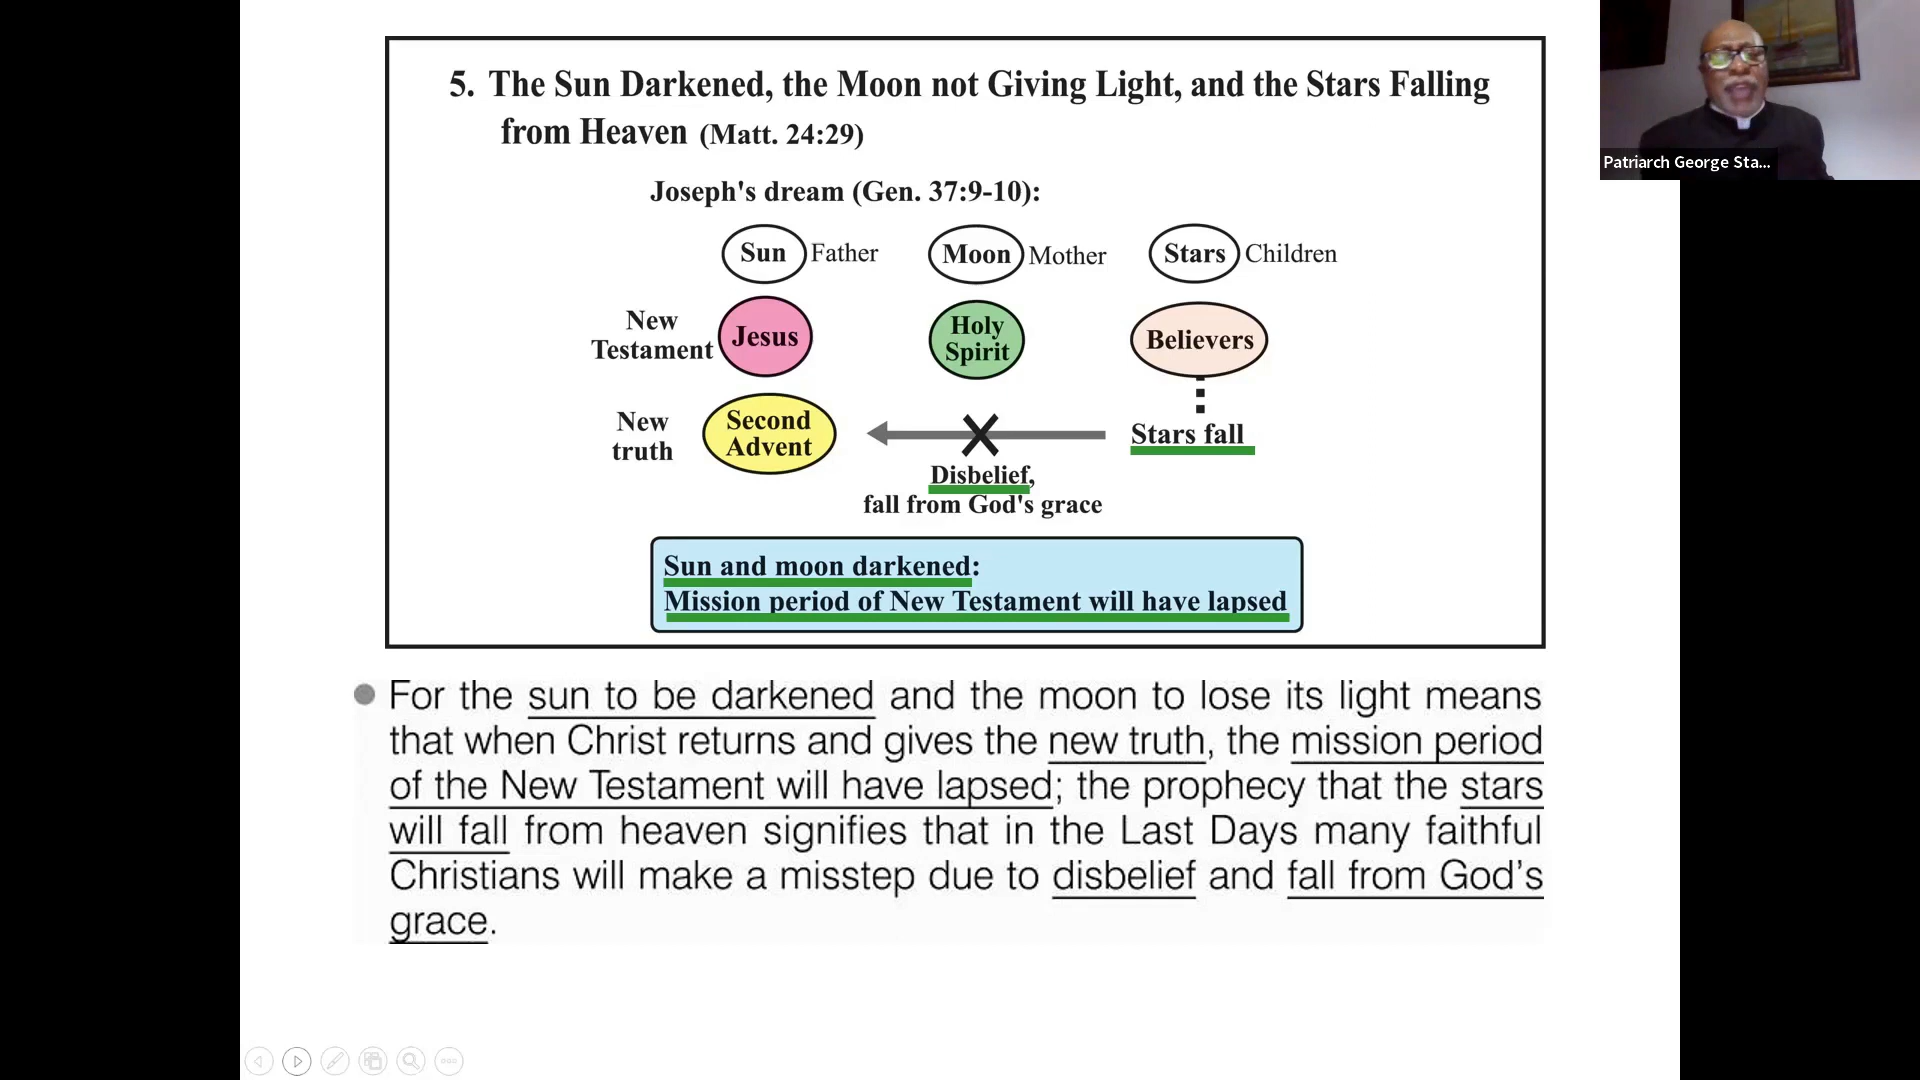 5. The Sun Darkened, the Moon not Giving Light, and the Stars Falling
from Heaven (Matt. 24:29)
Joseph's dream (Gen. 37:9-10):
Sun Father Moon Mother Stars Children
New
Testament
Jesus
Holy
Spirit
Believers
New
truth
Second
Advent
Stars fall
Disbelief,
fall from God's grace
Sun and moon darkened:
Mission period of New Testament will have lapsed
For the sun to be darkened and the moon to lose its light means
that when Christ returns and gives the new truth, the mission period
of the New Testament will have lapsed; the prophecy that the stars
will fall from heaven signifies that in the Last Days many faithful
Christians will make a misstep due to disbelief and fall from God's
grace.
Patriarch George Sta...